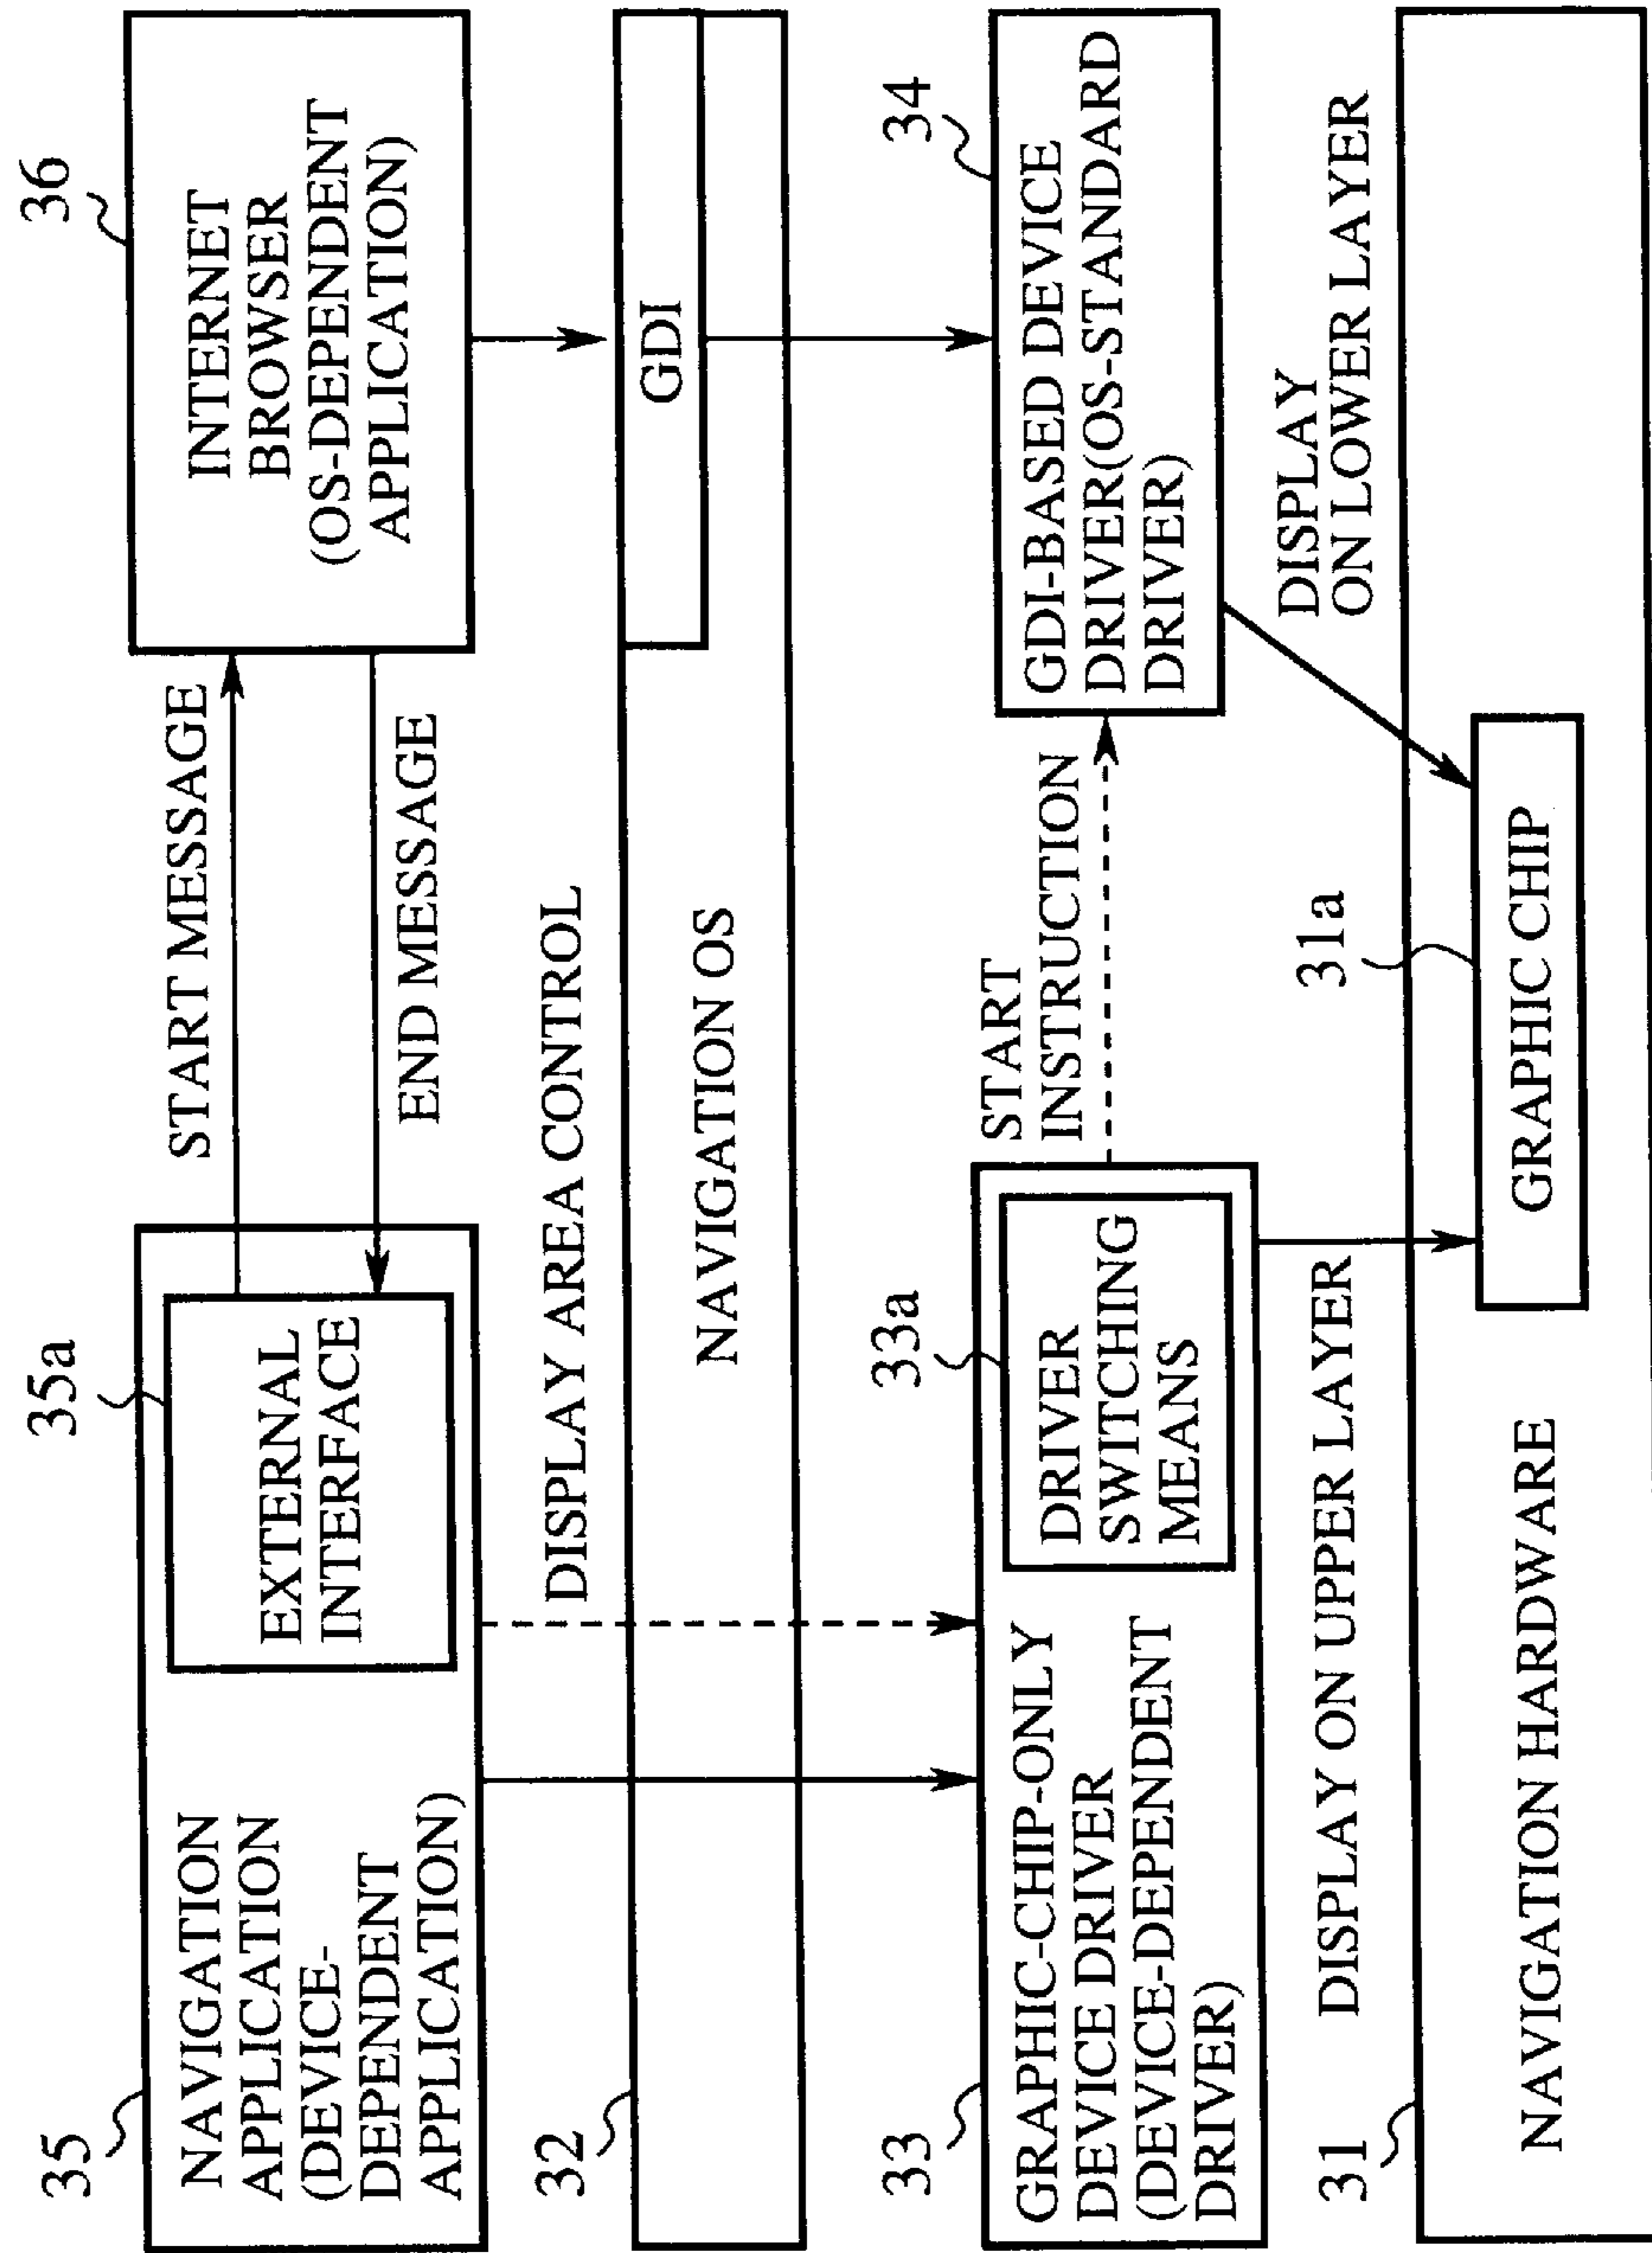 35
NAVIGATION
APPLICATION
(DEVICE-
DEPENDENT
APPLICATION)
35a
EXTERNAL
INTERFACE
START MESSAGE
END MESSAGE
36
INTERNET
BROWSER
(OS-DEPENDENT
APPLICATION)
DISPLAY AREA CONTROL
32
GDI
NAVIGATION OS
33
GRAPHIC-CHIP-ONLY
DEVICE DRIVER
(DEVICE-DEPENDENT
DRIVER)
33a
DRIVER
SWITCHING
MEANS
START
INSTRUCTION
34
GDI-BASED DEVICE
DRIVER(OS-STANDARD
DRIVER)
DISPLAY ON UPPER LAYER
DISPLAY
ON LOWER LAYER
31
NAVIGATION HARDWARE
31a
GRAPHIC CHIP